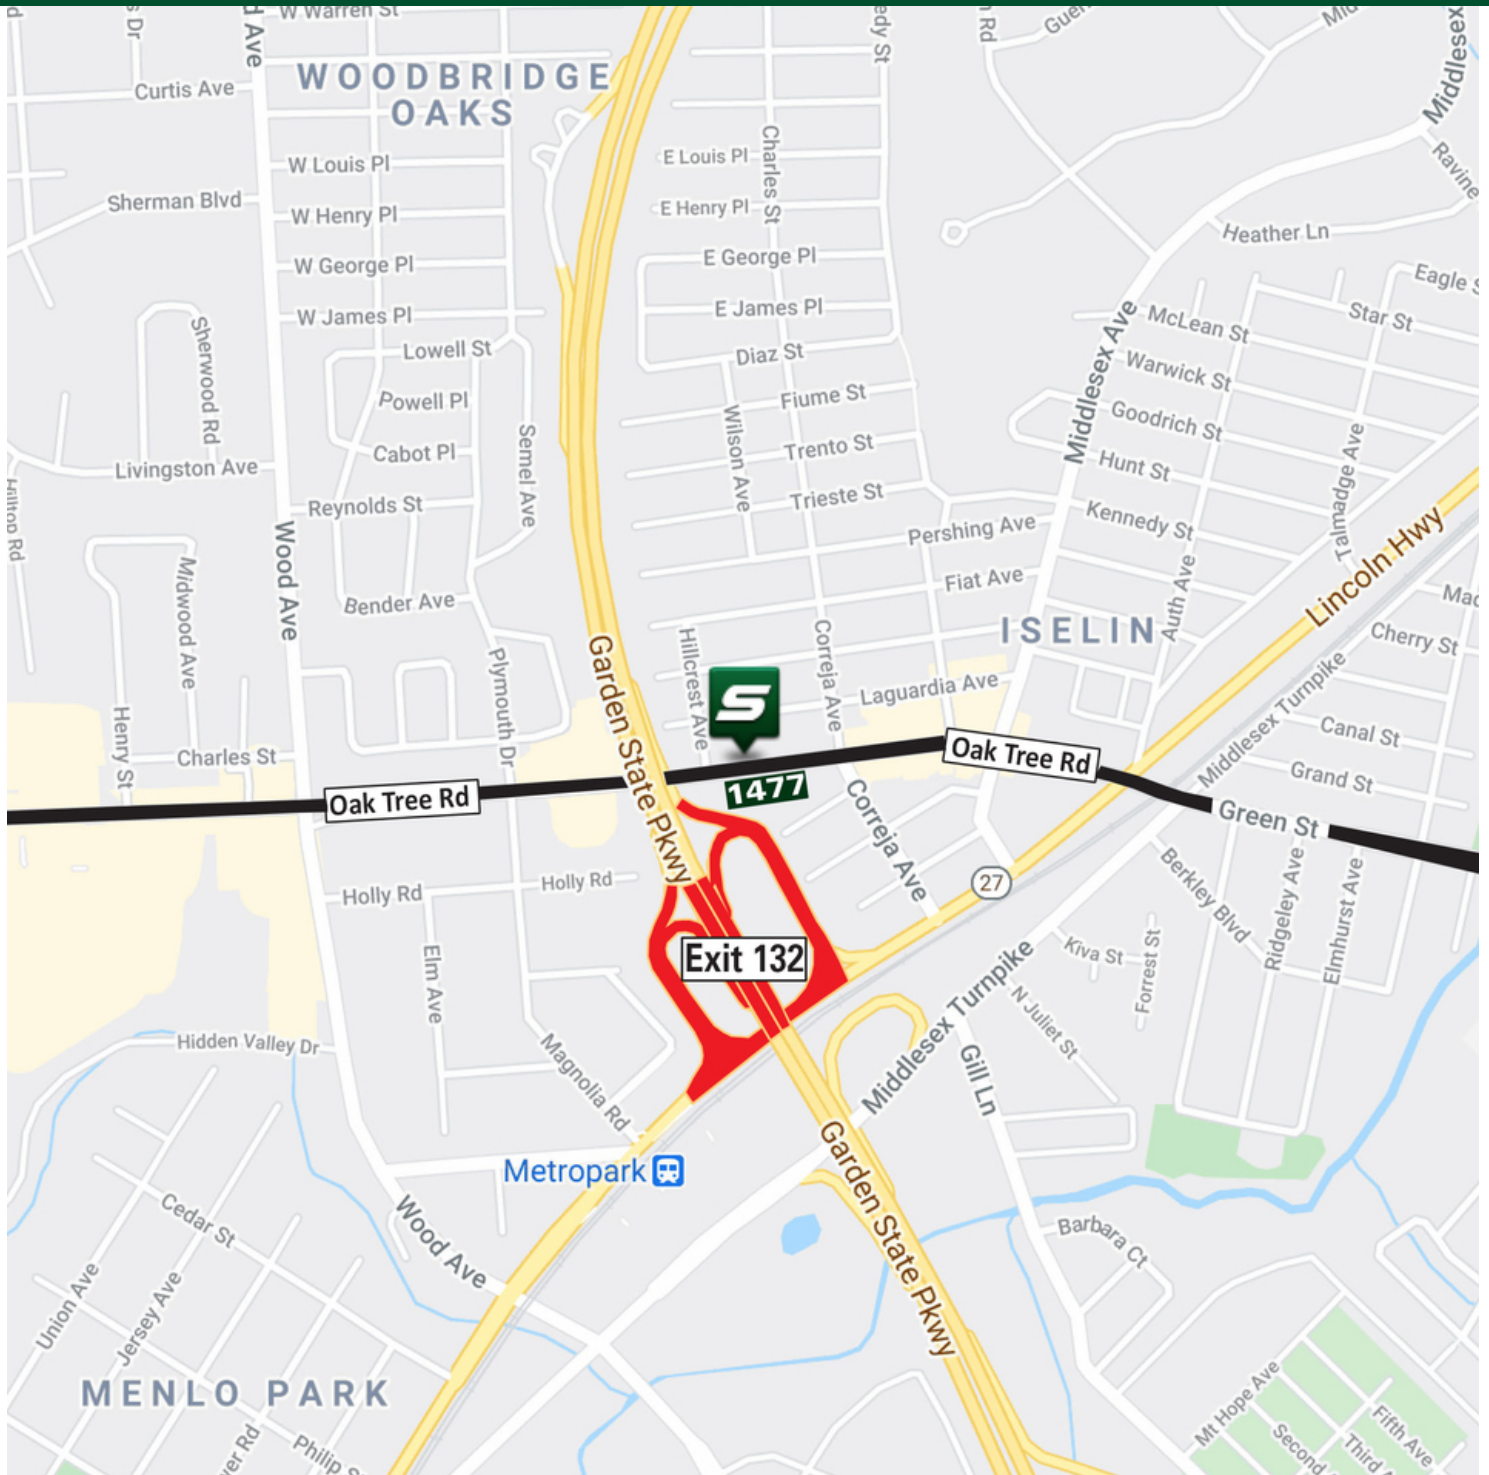 W Warren St
WOODBRIDGE
OAKS
Curtis Ave
W Louis Pl
Sherman Blvd
W Henry Pl
W George Pl
W James Pl
Lowell St
Sherwood Rd
Powell Pl
Cabot Pl
Semel Ave
Livingston Ave
Reynolds St
Hilltop Rd
Wood Ave
Midwood Ave
Bender Ave
Plymouth Dr
Henry St
Charles St
Charles St
E Louis Pl
E Henry Pl
E George Pl
E James Pl
Diaz St
Fiume St
Wilson Ave
Trento St
Trieste St
Pershing Ave
Fiat Ave
Hillcrest Ave
Correja Ave
Laguardia Ave
Garden State Pkwy
S
1477
Oak Tree Rd
Oak Tree Rd
Green St
Heather Ln
Ravine
Middlesex
Eagle S
Star St
McLean St
Warwick St
Goodrich St
Hunt St
Kennedy St
Middlesex Ave
Talmadge Ave
Auth Ave
ISELIN
Lincoln Hwy
Middlesex Turnpike
Cherry St
Canal St
Grand St
Correja Ave
27
Berkley Blvd
Ridgeley Ave
Elmhurst Ave
Kiva St
Forrest St
N Juliet St
Middlesex Turnpike
Gill Ln
Holly Rd
Holly Rd
Elm Ave
Exit 132
Hidden Valley Dr
Magnolia Rd
Metropark
Wood Ave
Cedar St
Union Ave
Jersey Ave
MENLO PARK
Garden State Pkwy
Barbara Ct
Mt Hope Ave
Fifth Ave
Second
Third
Philip S